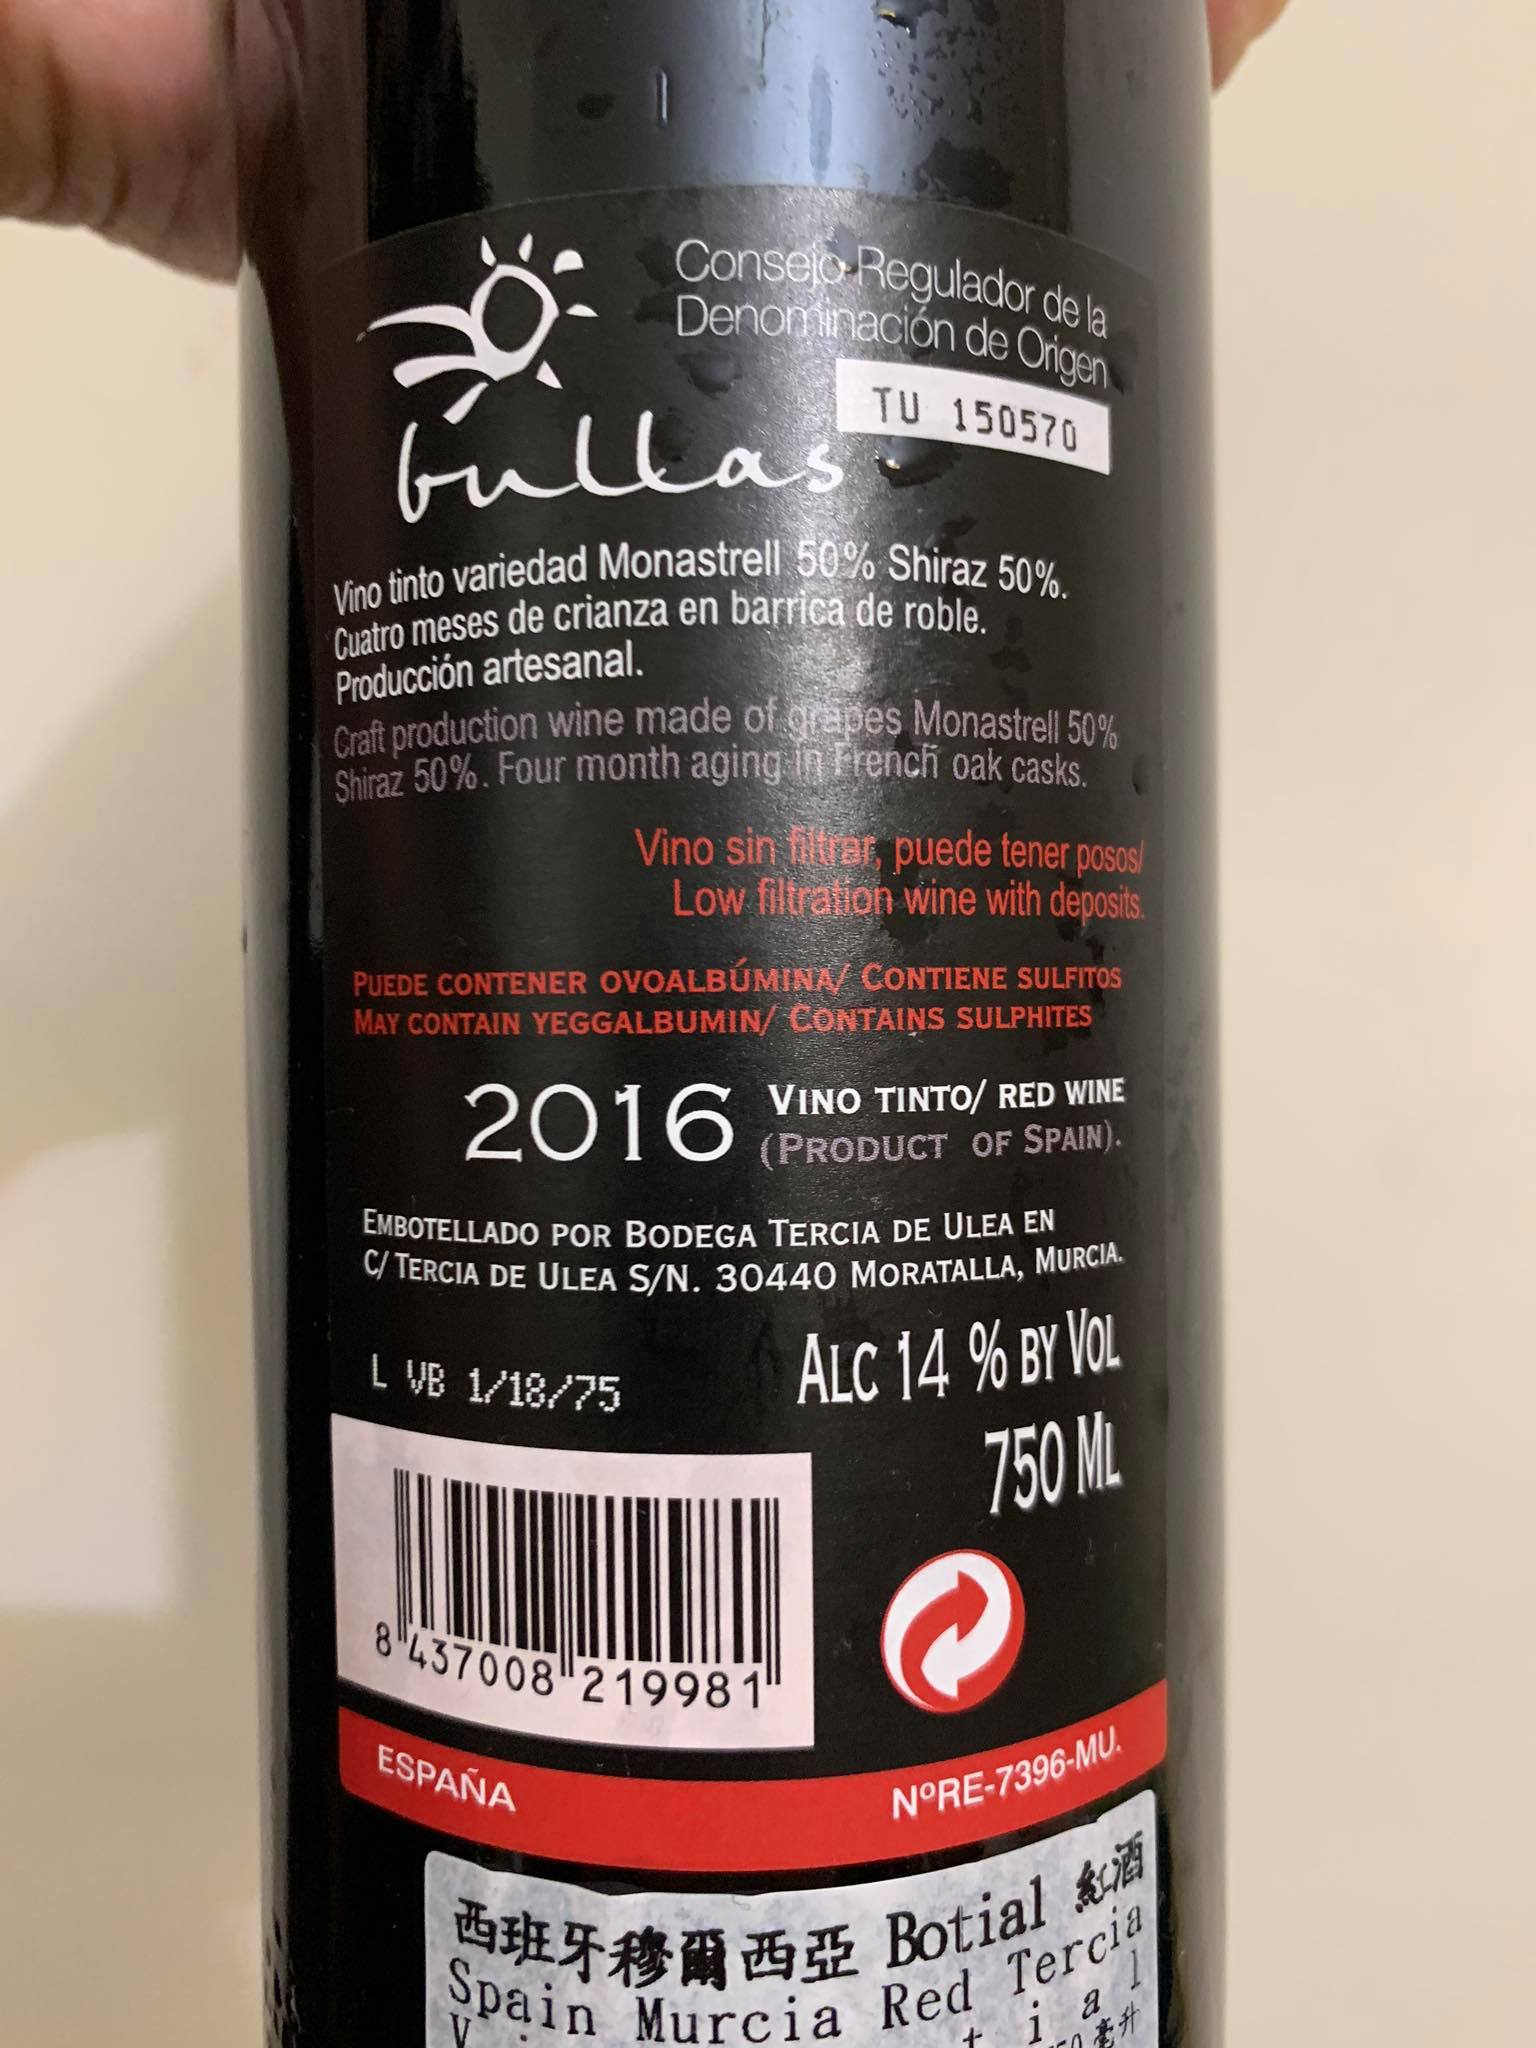 Consejo Regulador de la
Denominación de Origen
TU 150570
bullas
Vino tinto variedad Monastrell 50% Shiraz 50%.
Cuatro meses de crianza en barrica de roble.
Producción artesanal.
Craft production wine made of grapes Monastrell 50%
Shiraz 50%. Four month aging in French oak casks.
Vino sin filtrar, puede tener posos/
Low filtration wine with deposits.
PUEDE CONTENER OVOALBÚMINA/ CONTIENE SULFITOS
MAY CONTAIN YEGGALBUMIN/ CONTAINS SULPHITES
2016 VINO TINTO/ RED WINE
(PRODUCT OF SPAIN).
EMBOTELLADO POR BODEGA TERCIA DE ULEA EN
C/ TERCIA DE ULEA S/N. 30440 MORATALLA, MURCIA.
L VB 1/18/75
ALC 14 % BY VOL
750 ML
8 437008 219981
ESPAÑA NºRE-7396-MU.
西班牙穆爾西亞 Botial 紅酒
Spain Murcia Red Tercia
毫升